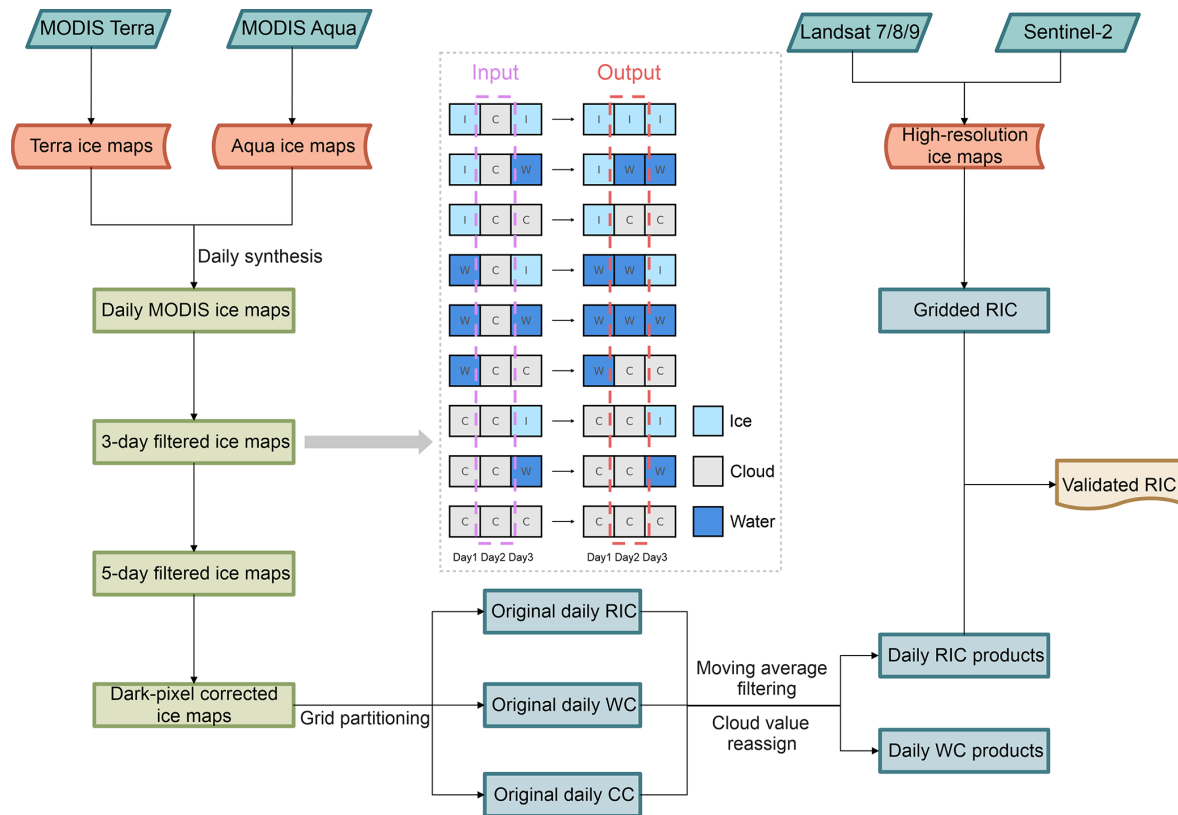 MODIS Terra
MODIS Aqua
Landsat 7/8/9
Sentinel-2
Terra ice maps
Aqua ice maps
High-resolution
ice maps
Daily synthesis
Daily MODIS ice maps
3-day filtered ice maps
5-day filtered ice maps
Dark-pixel corrected
ice maps
Input
Output
I C I I I I
I C W I W W
I C C I C C
W C I W W I
W C W W W W
W C C W C C
C C I C C I
C C W C C W
C C C C C C
Day1 Day2 Day3 Day1 Day2 Day3
Ice
Cloud
Water
Gridded RIC
Validated RIC
Grid partitioning
Original daily RIC
Original daily WC
Original daily CC
Moving average
filtering
Cloud value
reassign
Daily RIC products
Daily WC products